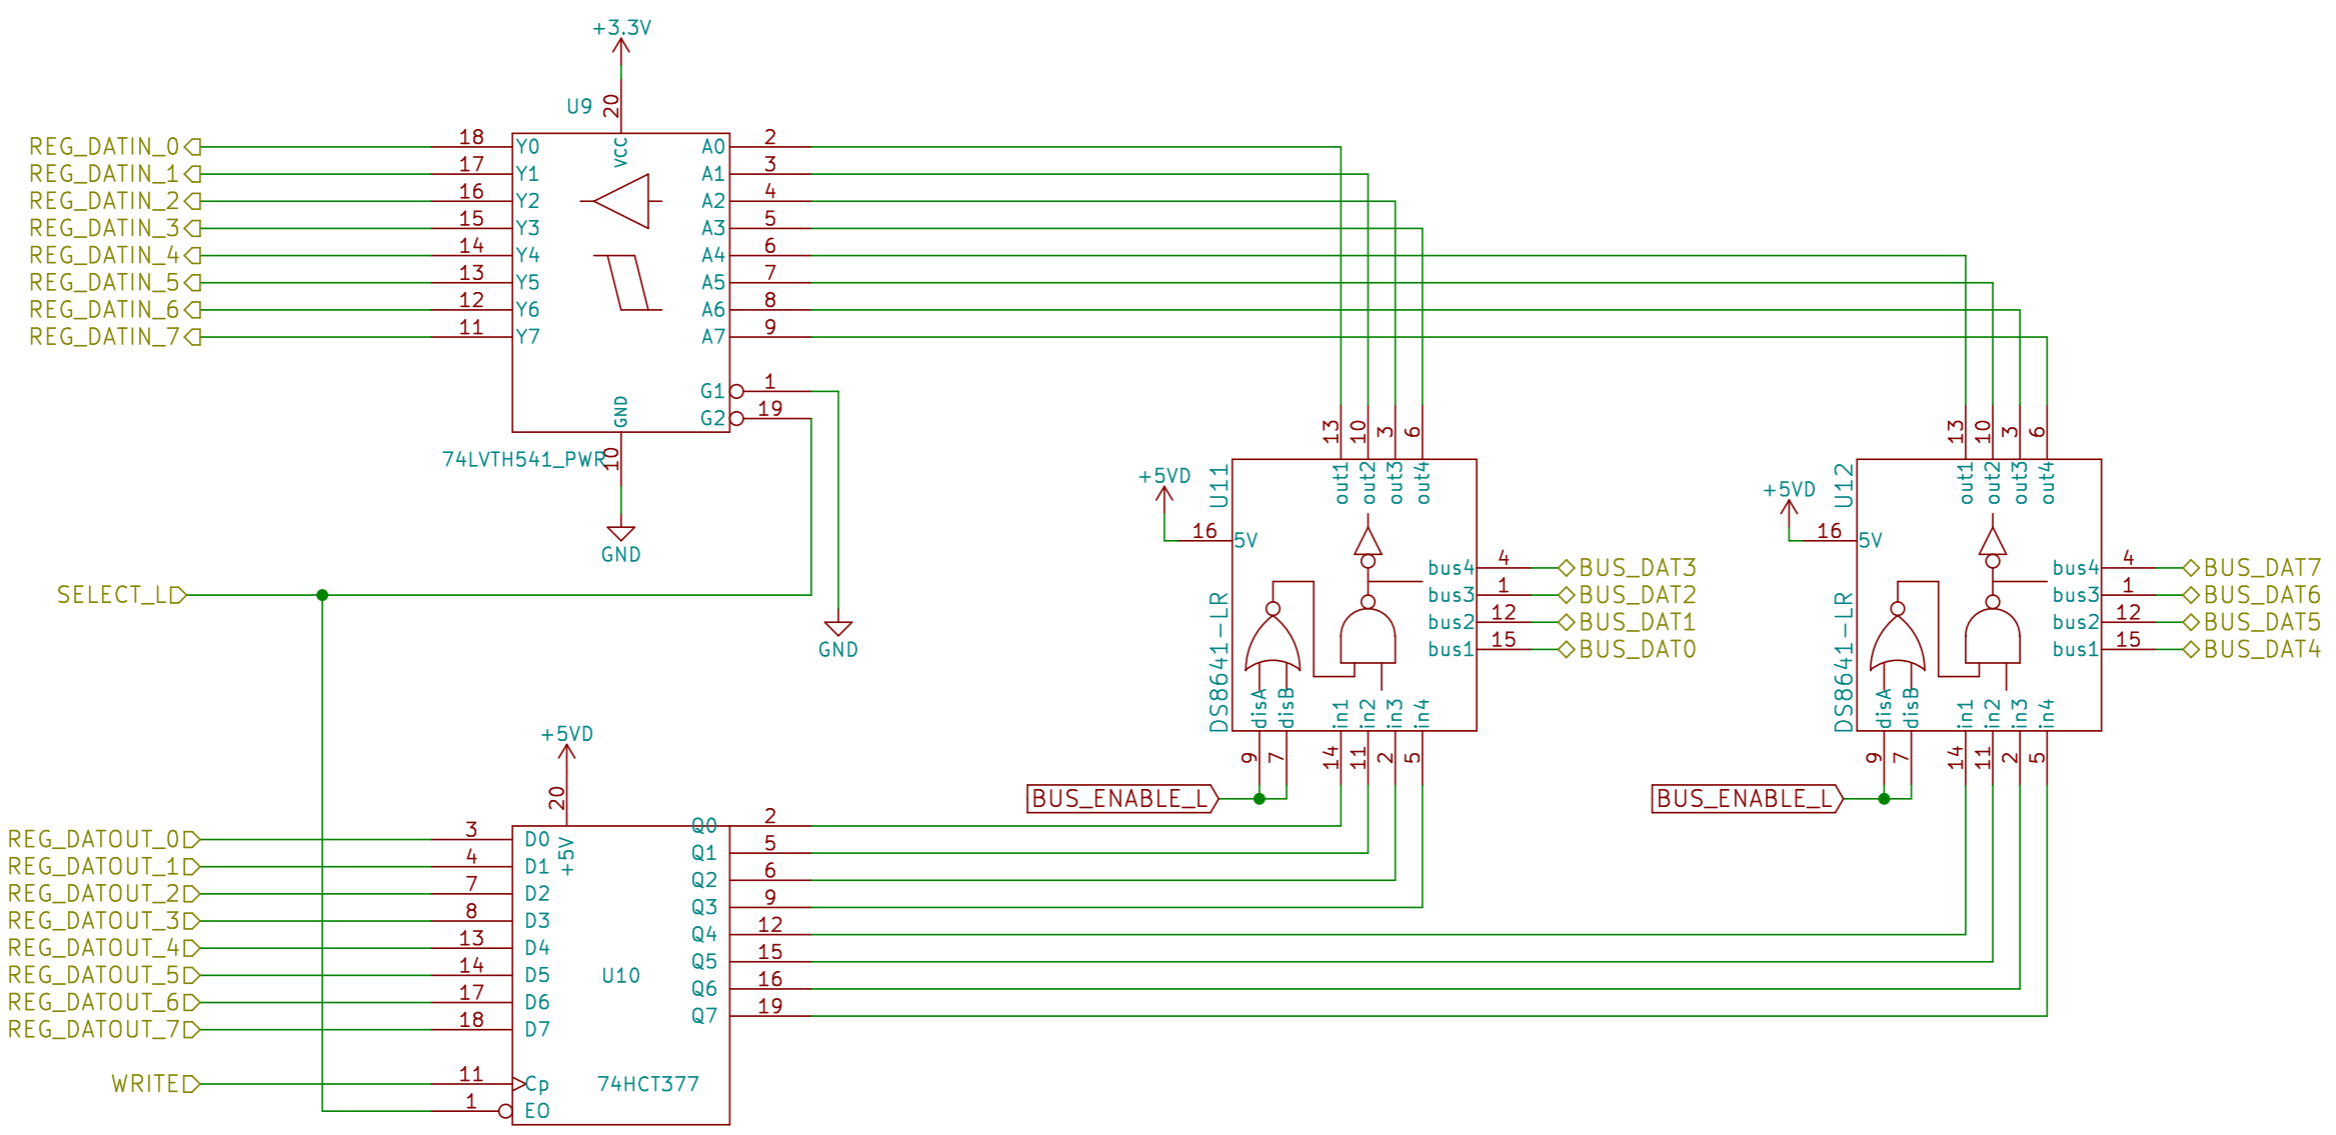 +3.3V
U9
20
VCC
REG_DATIN_0 18 Y0 A0 2
REG_DATIN_1 17 Y1 A1 3
REG_DATIN_2 16 Y2 A2 4
REG_DATIN_3 15 Y3 A3 5
REG_DATIN_4 14 Y4 A4 6
REG_DATIN_5 13 Y5 A5 7
REG_DATIN_6 12 Y6 A6 8
REG_DATIN_7 11 Y7 A7 9
G1 1
G2 19
GND
10
74LVTH541_PWR
GND
GND
SELECT_L
+5VD
16 5V
U11
DS8641-LR
13 10 3 6
out1 out2 out3 out4
bus4 4 BUS_DAT3
bus3 1 BUS_DAT2
bus2 12 BUS_DAT1
bus1 15 BUS_DAT0
disA disB in1 in2 in3 in4
9 7 14 11 2 5
BUS_ENABLE_L
+5VD
16 5V
U12
DS8641-LR
13 10 3 6
out1 out2 out3 out4
bus4 4 BUS_DAT7
bus3 1 BUS_DAT6
bus2 12 BUS_DAT5
bus1 15 BUS_DAT4
disA disB in1 in2 in3 in4
9 7 14 11 2 5
BUS_ENABLE_L
+5VD
20
+5V
Q0 2
REG_DATOUT_0 3 D0 Q1 5
REG_DATOUT_1 4 D1 Q2 6
REG_DATOUT_2 7 D2 Q3 9
REG_DATOUT_3 8 D3 Q4 12
REG_DATOUT_4 13 D4 Q5 15
REG_DATOUT_5 14 D5 U10 Q6 16
REG_DATOUT_6 17 D6 Q7 19
REG_DATOUT_7 18 D7
WRITE 11 Cp 74HCT377
1 EO